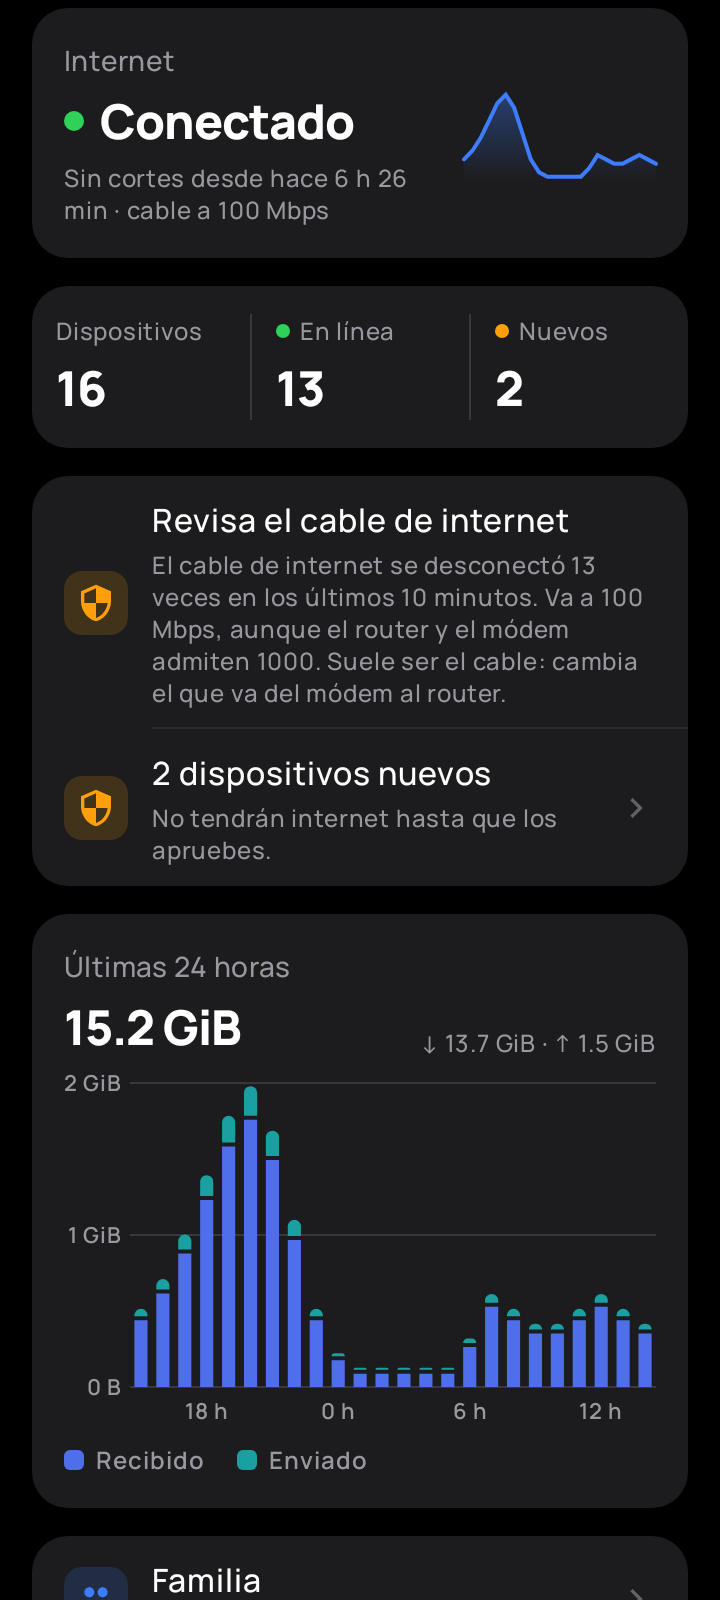 Internet
Conectado
Sin cortes desde hace 6 h 26
min · cable a 100 Mbps
Dispositivos
16
En línea
13
Nuevos
2
Revisa el cable de internet
El cable de internet se desconectó 13
veces en los últimos 10 minutos. Va a 100
Mbps, aunque el router y el módem
admiten 1000. Suele ser el cable: cambia
el que va del módem al router.
2 dispositivos nuevos
No tendrán internet hasta que los
apruebes.
Últimas 24 horas
15.2 GiB
↓ 13.7 GiB · ↑ 1.5 GiB
2 GiB
1 GiB
0 B
18 h 0 h 6 h 12 h
Recibido Enviado
Familia